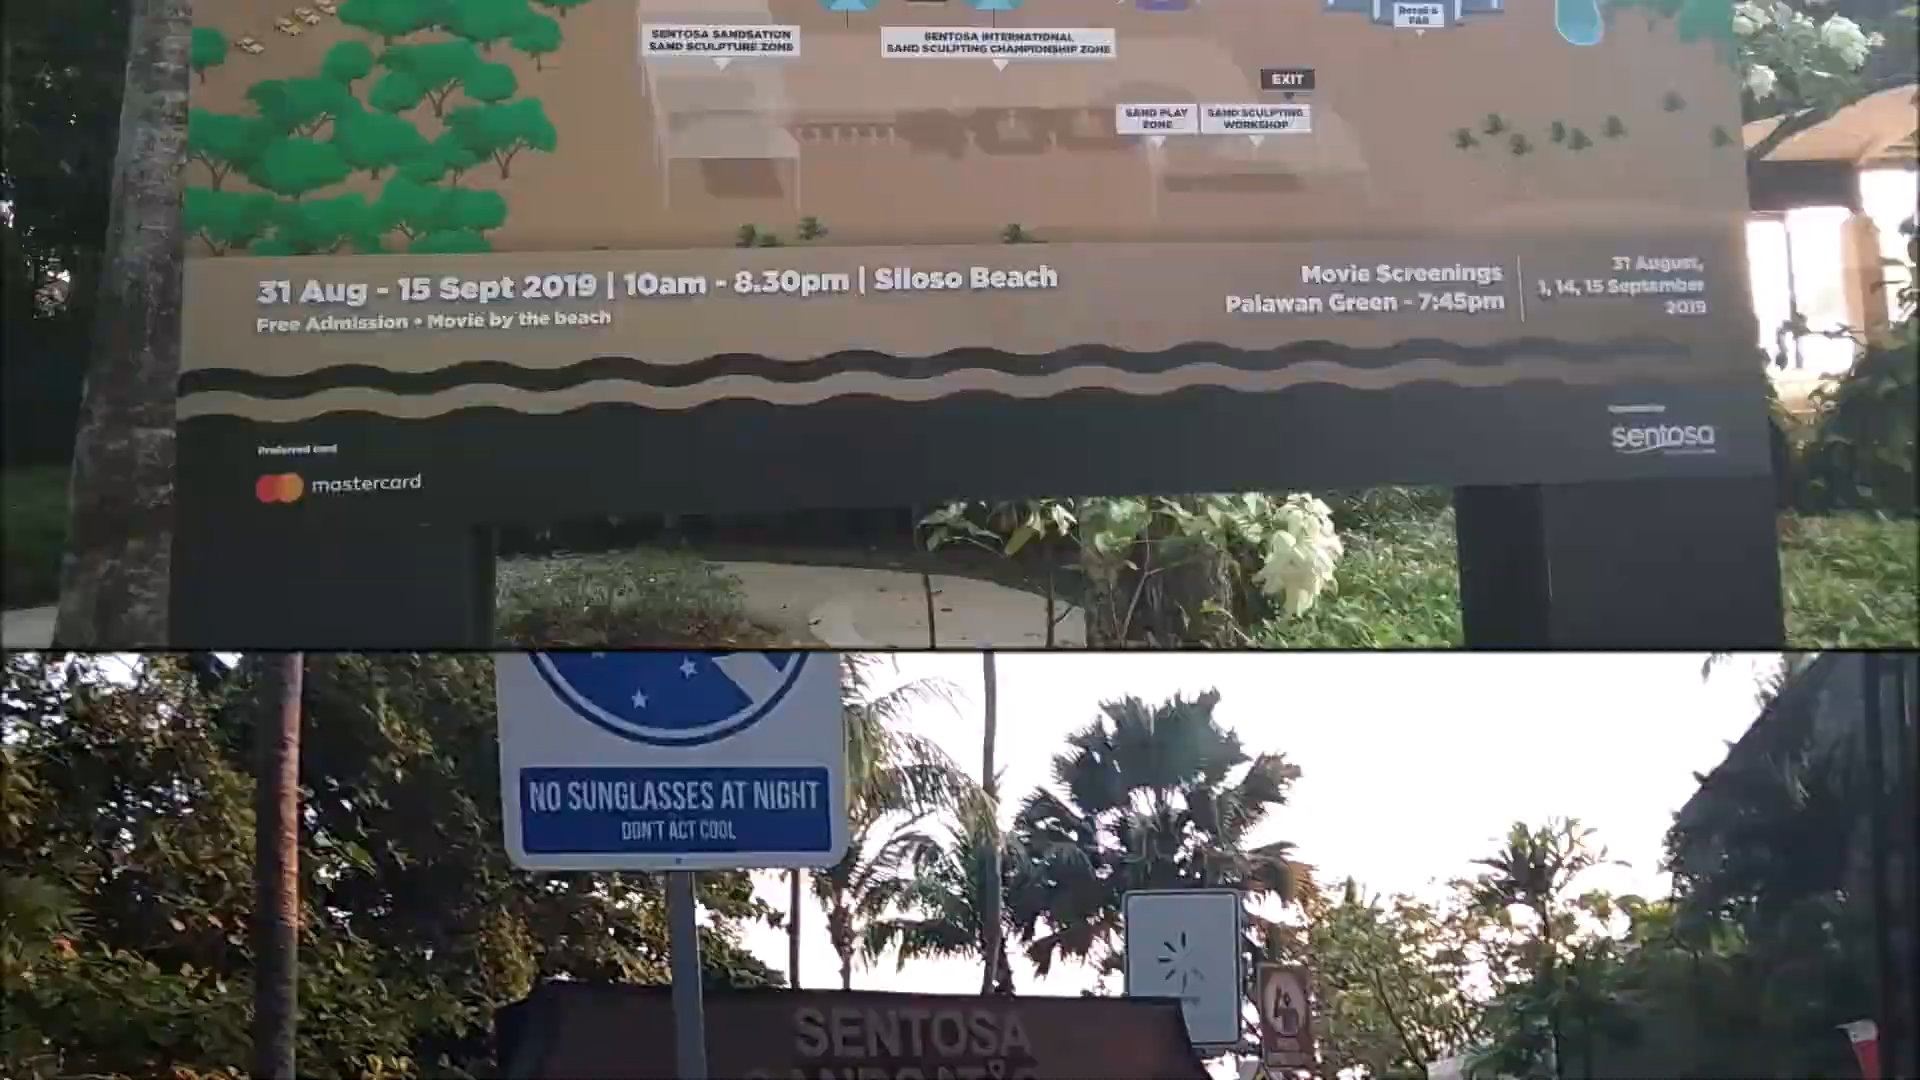 Retail &
F&B
SENTOSA SANDSATION
SAND SCULPTURE ZONE
SENTOSA INTERNATIONAL
SAND SCULPTING CHAMPIONSHIP ZONE
EXIT
SAND PLAY
ZONE
SAND SCULPTING
WORKSHOP
31 Aug - 15 Sept 2019 | 10am - 8.30pm | Siloso Beach
Free Admission • Movie by the beach
Movie Screenings
Palawan Green - 7:45pm
31 August,
1, 14, 15 September
2019
Preferred card
mastercard
sentosa
NO SUNGLASSES AT NIGHT
DON'T ACT COOL
SENTOSA